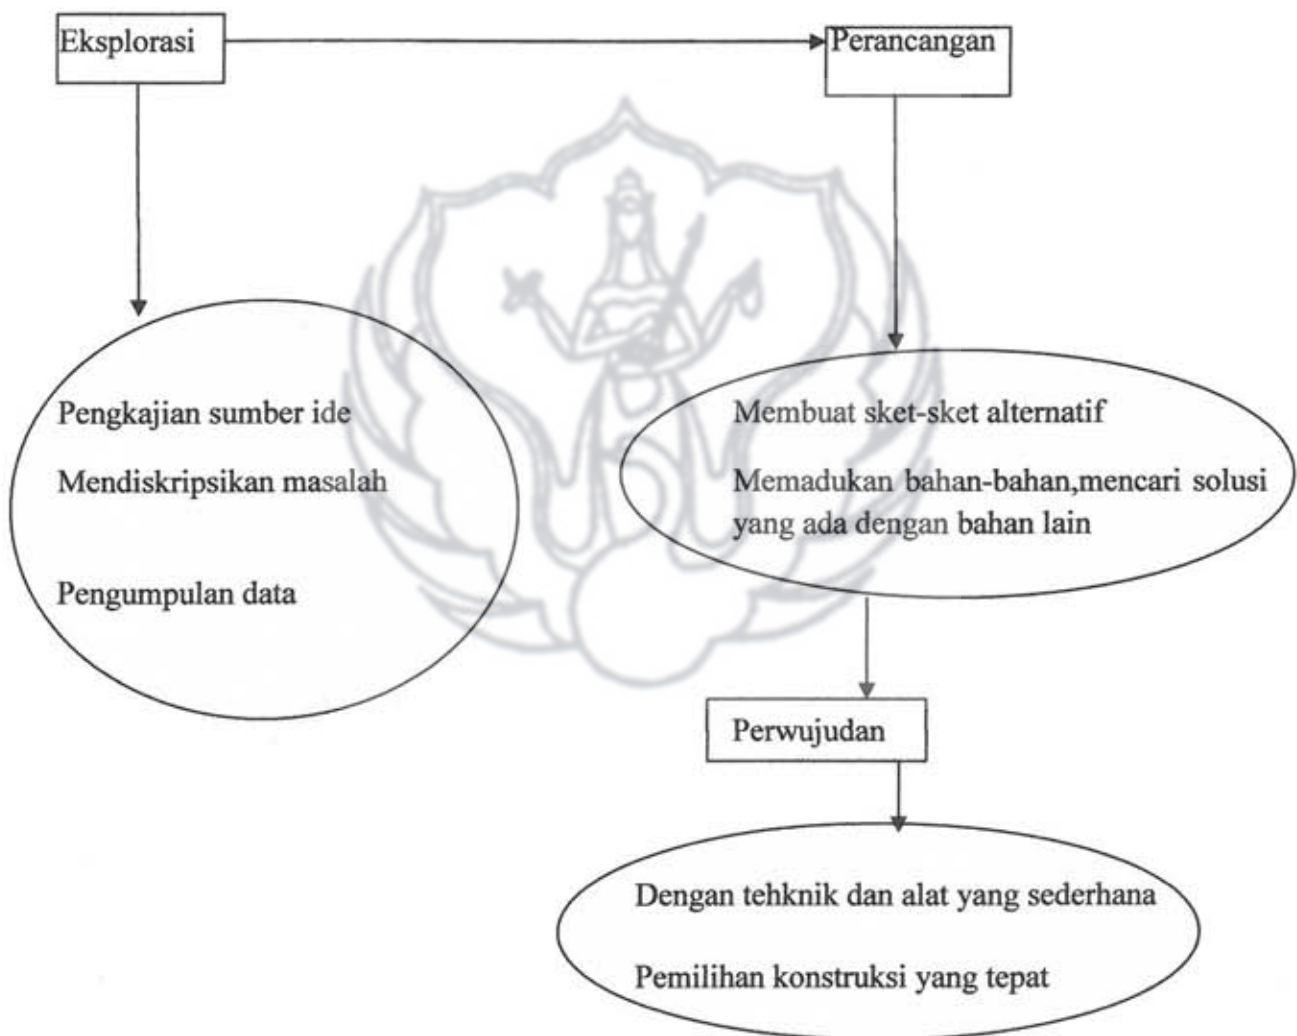 Eksplorasi
Perancangan
Pengkajian sumber ide
Mendiskripsikan masalah
Pengumpulan data
Membuat sket-sket alternatif
Memadukan bahan-bahan,mencari solusi
yang ada dengan bahan lain
Perwujudan
Dengan tehknik dan alat yang sederhana
Pemilihan konstruksi yang tepat